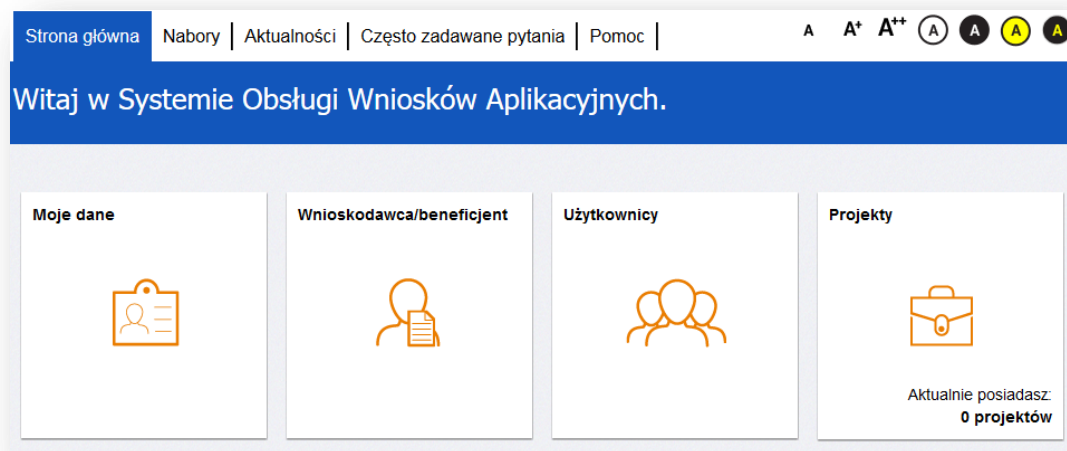 Strona główna Nabory Aktualności Często zadawane pytania Pomoc A A+ A++ A A A A
Witaj w Systemie Obsługi Wniosków Aplikacyjnych.
Moje dane Wnioskodawca/beneficjent Użytkownicy Projekty
Aktualnie posiadasz:
0 projektów